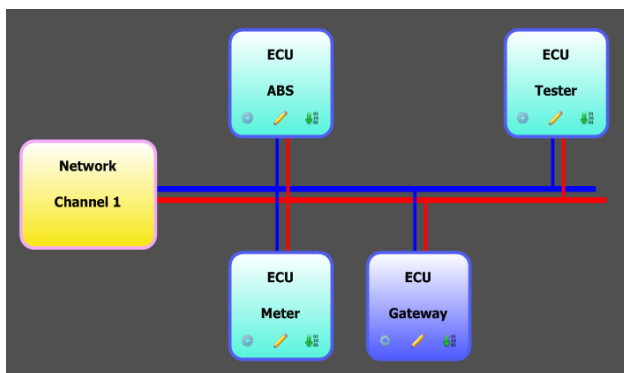 ECU
ABS
ECU
Tester
Network
Channel 1
ECU
Meter
ECU
Gateway